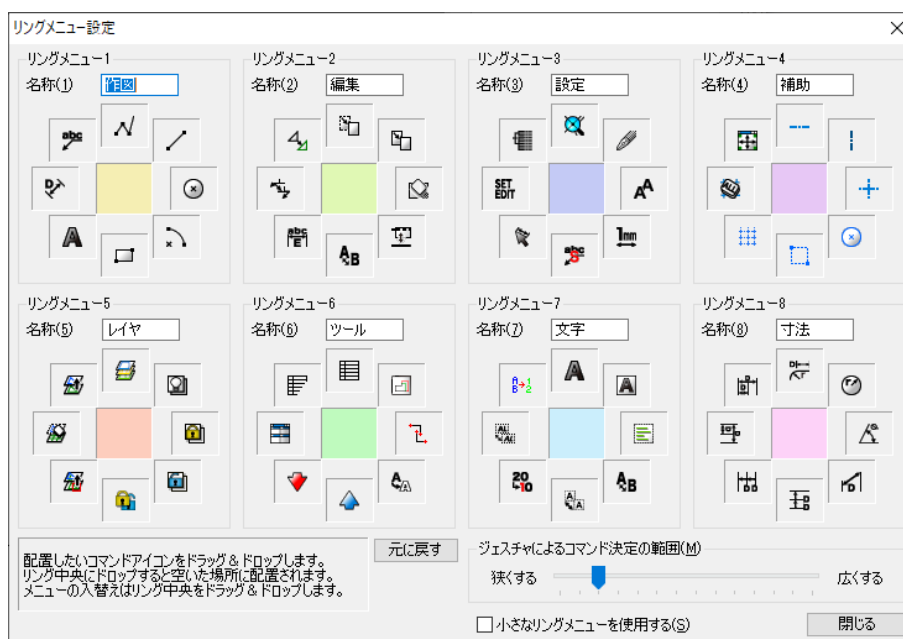 リングメニュー設定
リングメニュー1
リングメニュー2
リングメニュー3
リングメニュー4
名称(1) 作図
名称(2) 編集
名称(3) 設定
名称(4) 補助
abc
D
A
abc
E
A B
SET
EDIT
A A
abc
B
1mm
リングメニュー5
リングメニュー6
リングメニュー7
リングメニュー8
名称(5) レイヤ
名称(6) ツール
名称(7) 文字
名称(8) 寸法
A 1
B 2
A
A
20
10
A B
配置したいコマンドアイコンをドラッグ&ドロップします。
リング中央にドロップすると空いた場所に配置されます。
メニューの入替えはリング中央をドラッグ&ドロップします。
元に戻す
ジェスチャによるコマンド決定の範囲(M)
狭くする
広くする
小さなリングメニューを使用する(S)
閉じる